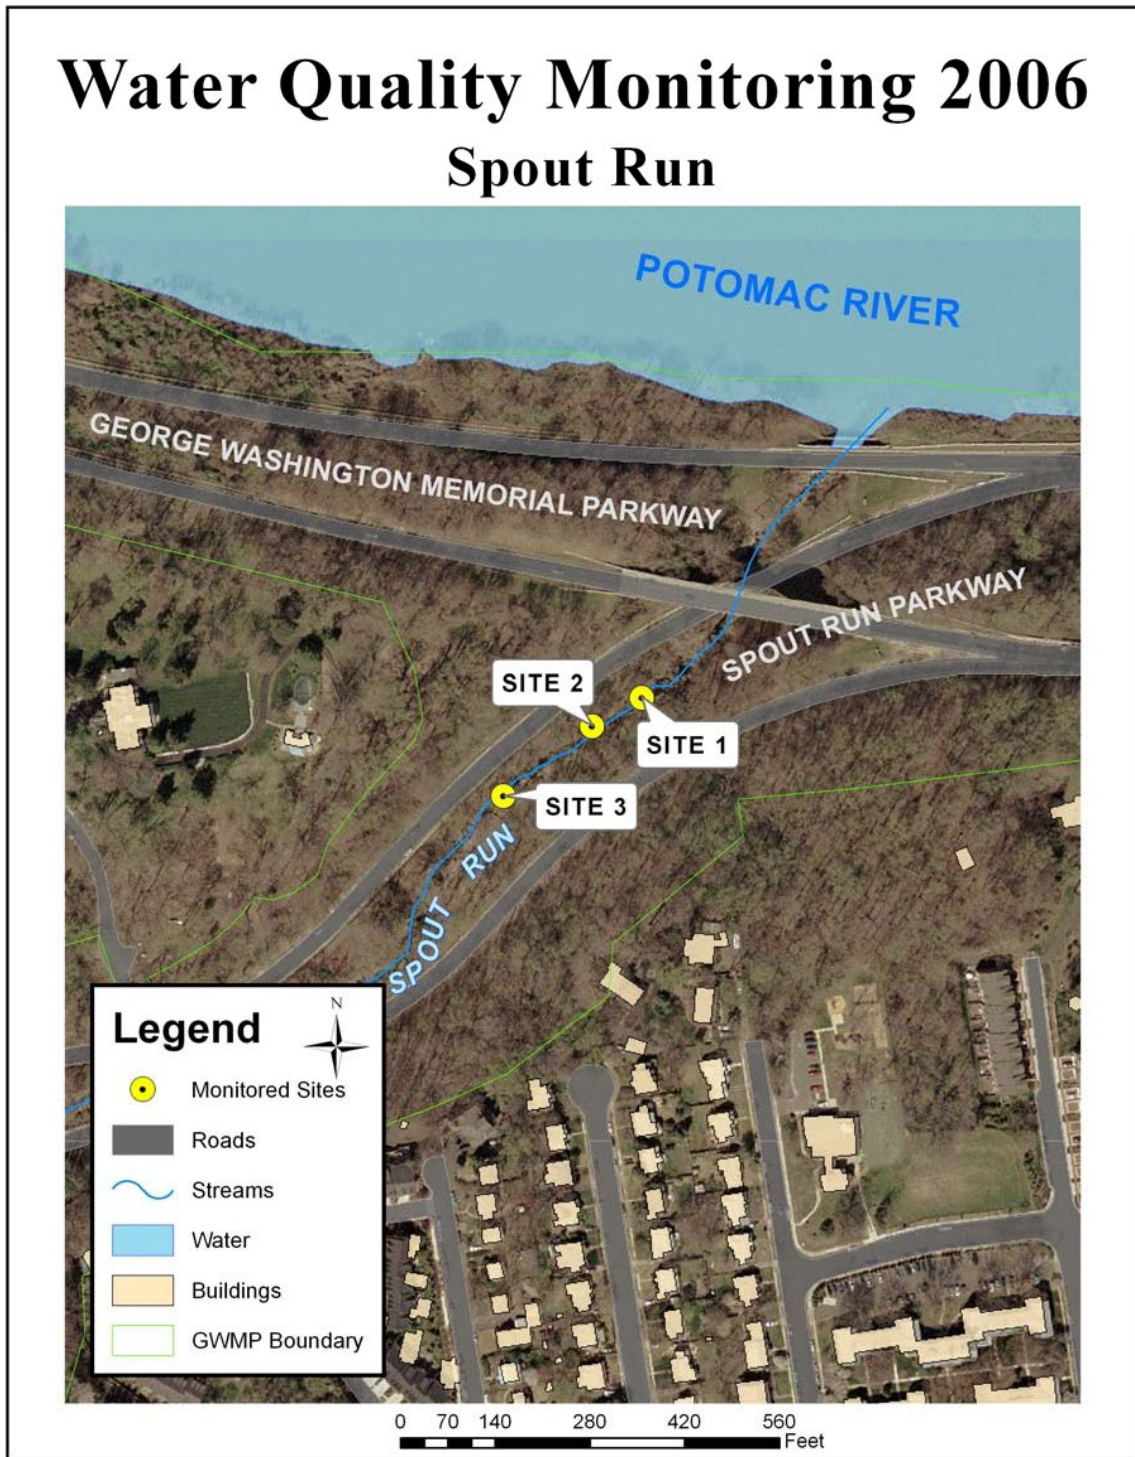 Water Quality Monitoring 2006
Spout Run
POTOMAC RIVER
GEORGE WASHINGTON MEMORIAL PARKWAY
SPOUT RUN PARKWAY
SITE 2
SITE 1
SITE 3
SPOUT RUN
Legend
N
Monitored Sites
Roads
Streams
Water
Buildings
GWMP Boundary
0 70 140 280 420 560
Feet